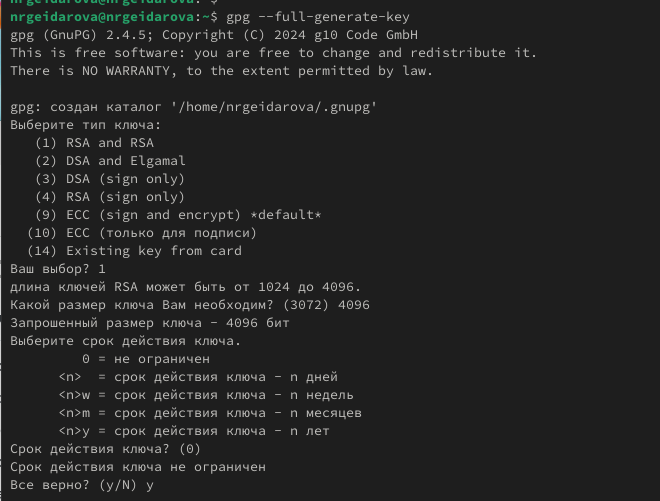 nrgeidarova@nrgeidarova:~$
nrgeidarova@nrgeidarova:~$ gpg --full-generate-key
gpg (GnuPG) 2.4.5; Copyright (C) 2024 g10 Code GmbH
This is free software: you are free to change and redistribute it.
There is NO WARRANTY, to the extent permitted by law.
gpg: создан каталог '/home/nrgeidarova/.gnupg'
Выберите тип ключа:
(1) RSA and RSA
(2) DSA and Elgamal
(3) DSA (sign only)
(4) RSA (sign only)
(9) ECC (sign and encrypt) *default*
(10) ECC (только для подписи)
(14) Existing key from card
Ваш выбор? 1
длина ключей RSA может быть от 1024 до 4096.
Какой размер ключа Вам необходим? (3072) 4096
Запрошенный размер ключа - 4096 бит
Выберите срок действия ключа.
0 = не ограничен
<n> = срок действия ключа - n дней
<n>w = срок действия ключа - n недель
<n>m = срок действия ключа - n месяцев
<n>y = срок действия ключа - n лет
Срок действия ключа? (0)
Срок действия ключа не ограничен
Все верно? (y/N) y